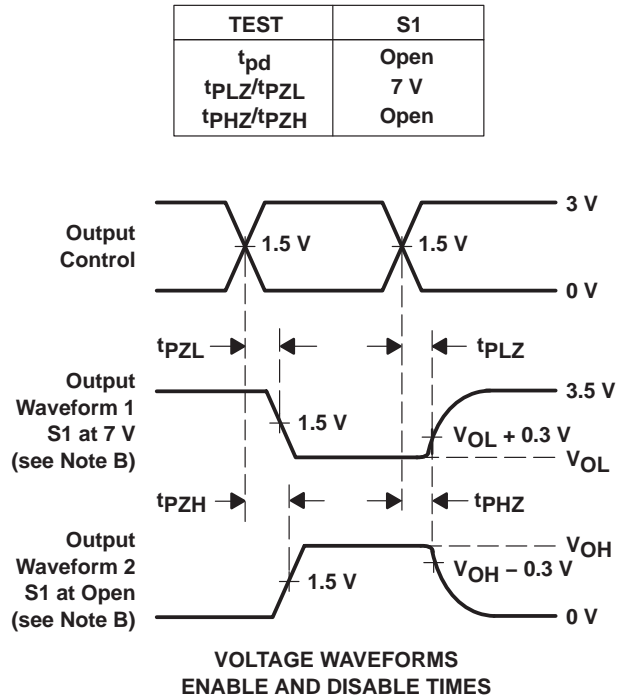 TEST S1
tpd Open
tPLZ/tPZL 7 V
tPHZ/tPZH Open
3 V
Output
Control
1.5 V 1.5 V
0 V
tPZL tPLZ
Output
Waveform 1
S1 at 7 V
(see Note B)
3.5 V
1.5 V
VOL + 0.3 V
VOL
tPZH tPHZ
Output
Waveform 2
S1 at Open
(see Note B)
VOH
VOH – 0.3 V
1.5 V
0 V
VOLTAGE WAVEFORMS
ENABLE AND DISABLE TIMES